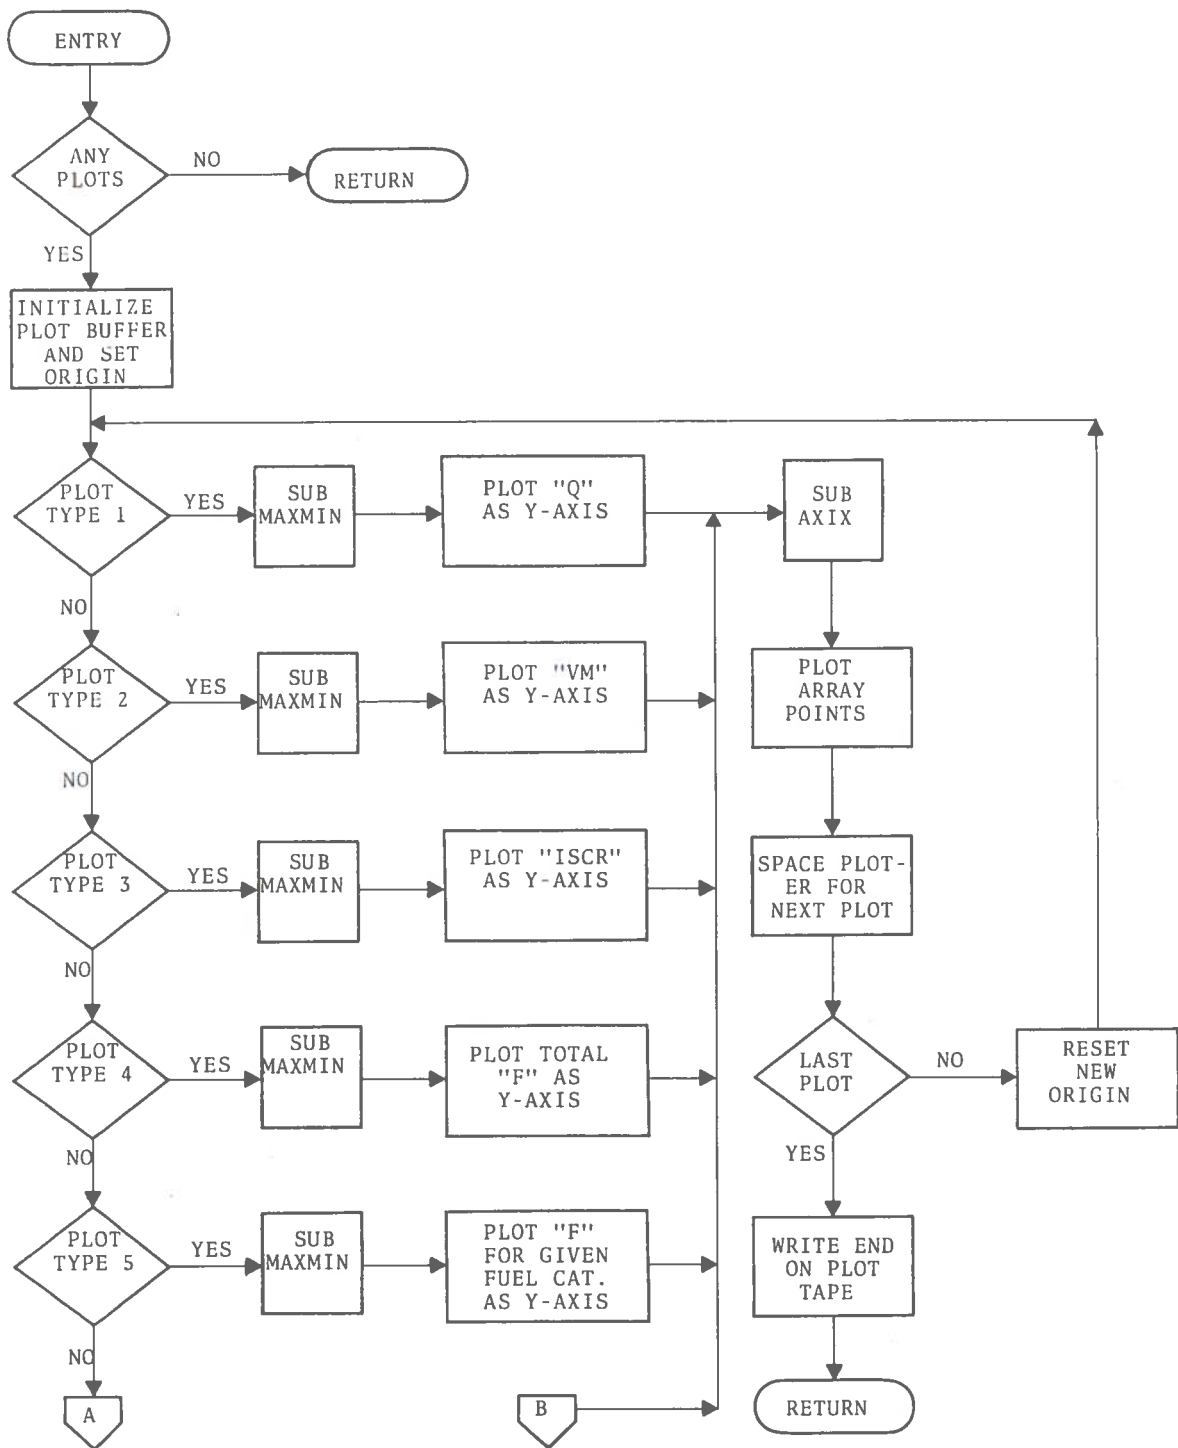 ENTRY
ANY
PLOTS
NO
RETURN
YES
INITIALIZE
PLOT BUFFER
AND SET
ORIGIN
PLOT
TYPE 1
YES
SUB
MAXMIN
PLOT "Q"
AS Y-AXIS
SUB
AXIX
NO
PLOT
TYPE 2
YES
SUB
MAXMIN
PLOT "VM"
AS Y-AXIS
PLOT
ARRAY
POINTS
NO
PLOT
TYPE 3
YES
SUB
MAXMIN
PLOT "ISCR"
AS Y-AXIS
SPACE PLOT-
ER FOR
NEXT PLOT
NO
PLOT
TYPE 4
YES
SUB
MAXMIN
PLOT TOTAL
"F" AS
Y-AXIS
LAST
PLOT
NO
RESET
NEW
ORIGIN
NO
YES
PLOT
TYPE 5
YES
SUB
MAXMIN
PLOT "F"
FOR GIVEN
FUEL CAT.
AS Y-AXIS
WRITE END
ON PLOT
TAPE
NO
A
B
RETURN